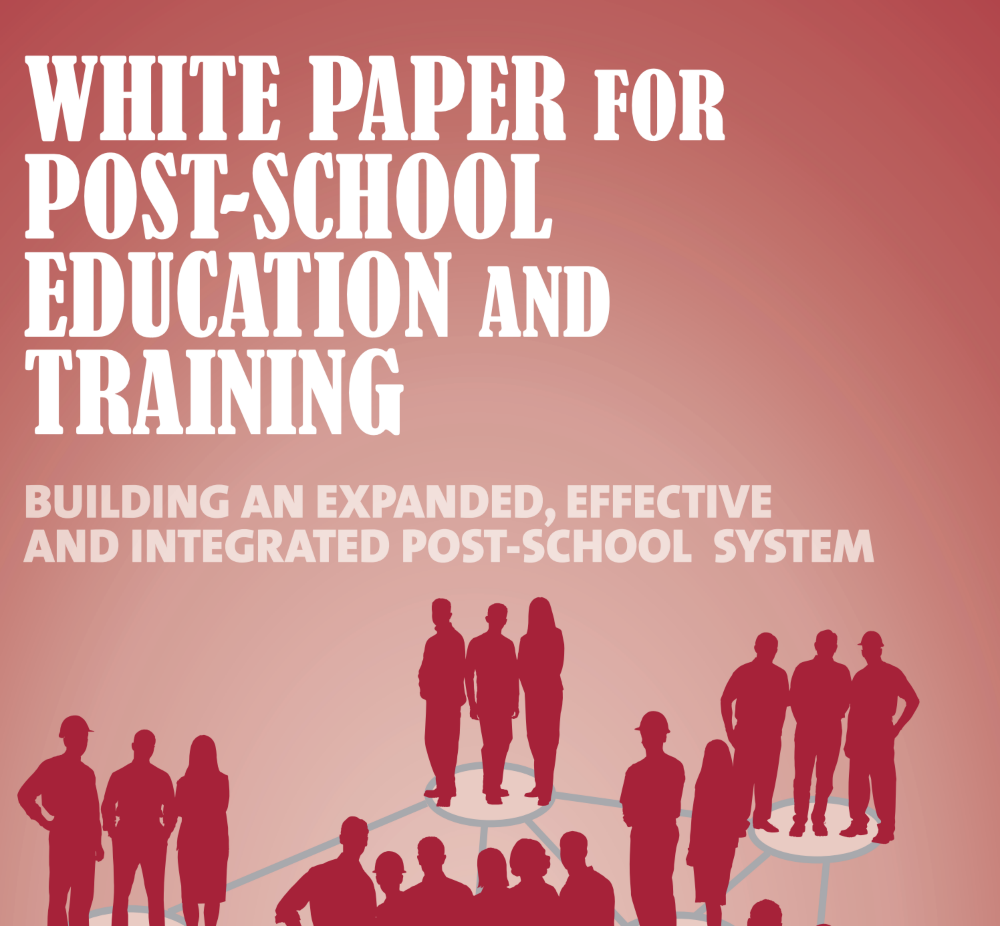 WHITE PAPER FOR
POST-SCHOOL
EDUCATION AND
TRAINING
BUILDING AN EXPANDED, EFFECTIVE
AND INTEGRATED POST-SCHOOL SYSTEM